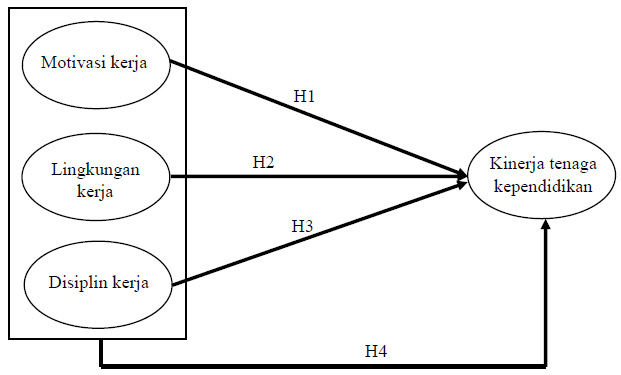 Motivasi kerja
H1
H2
Lingkungan
kerja
Kinerja tenaga
kependidikan
H3
Disiplin kerja
H4